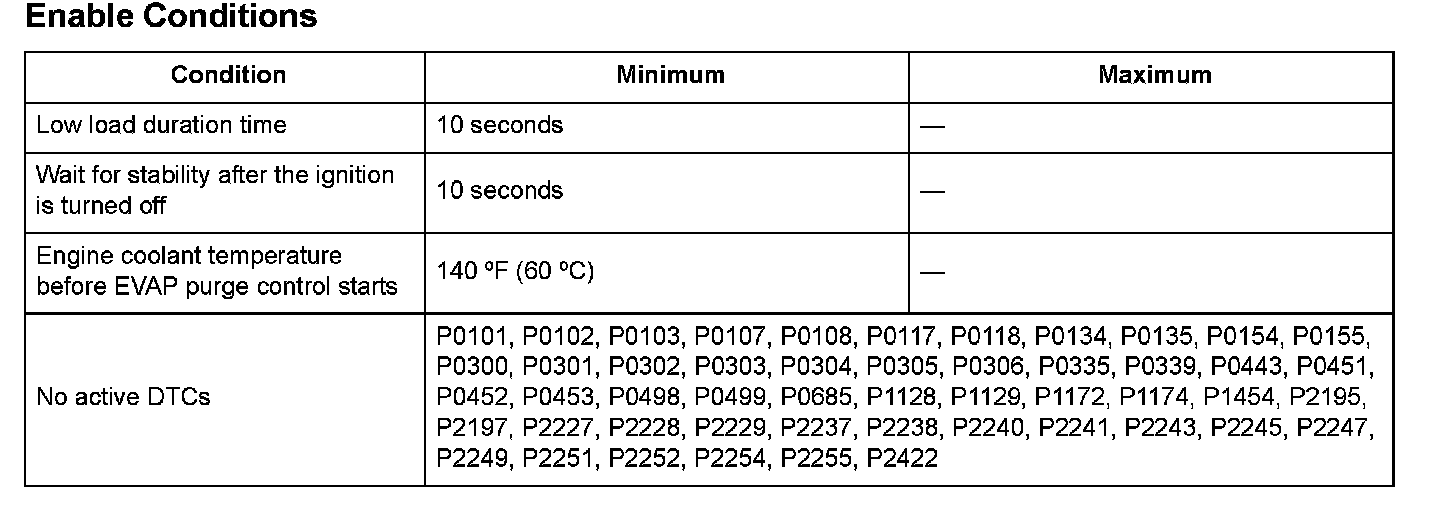 Enable Conditions
Condition Minimum Maximum
Low load duration time 10 seconds —
Wait for stability after the ignition
is turned off 10 seconds —
Engine coolant temperature
before EVAP purge control starts 140 ºF (60 ºC) —
No active DTCs
P0101, P0102, P0103, P0107, P0108, P0117, P0118, P0134, P0135, P0154, P0155,
P0300, P0301, P0302, P0303, P0304, P0305, P0306, P0335, P0339, P0443, P0451,
P0452, P0453, P0498, P0499, P0685, P1128, P1129, P1172, P1174, P1454, P2195,
P2197, P2227, P2228, P2229, P2237, P2238, P2240, P2241, P2243, P2245, P2247,
P2249, P2251, P2252, P2254, P2255, P2422